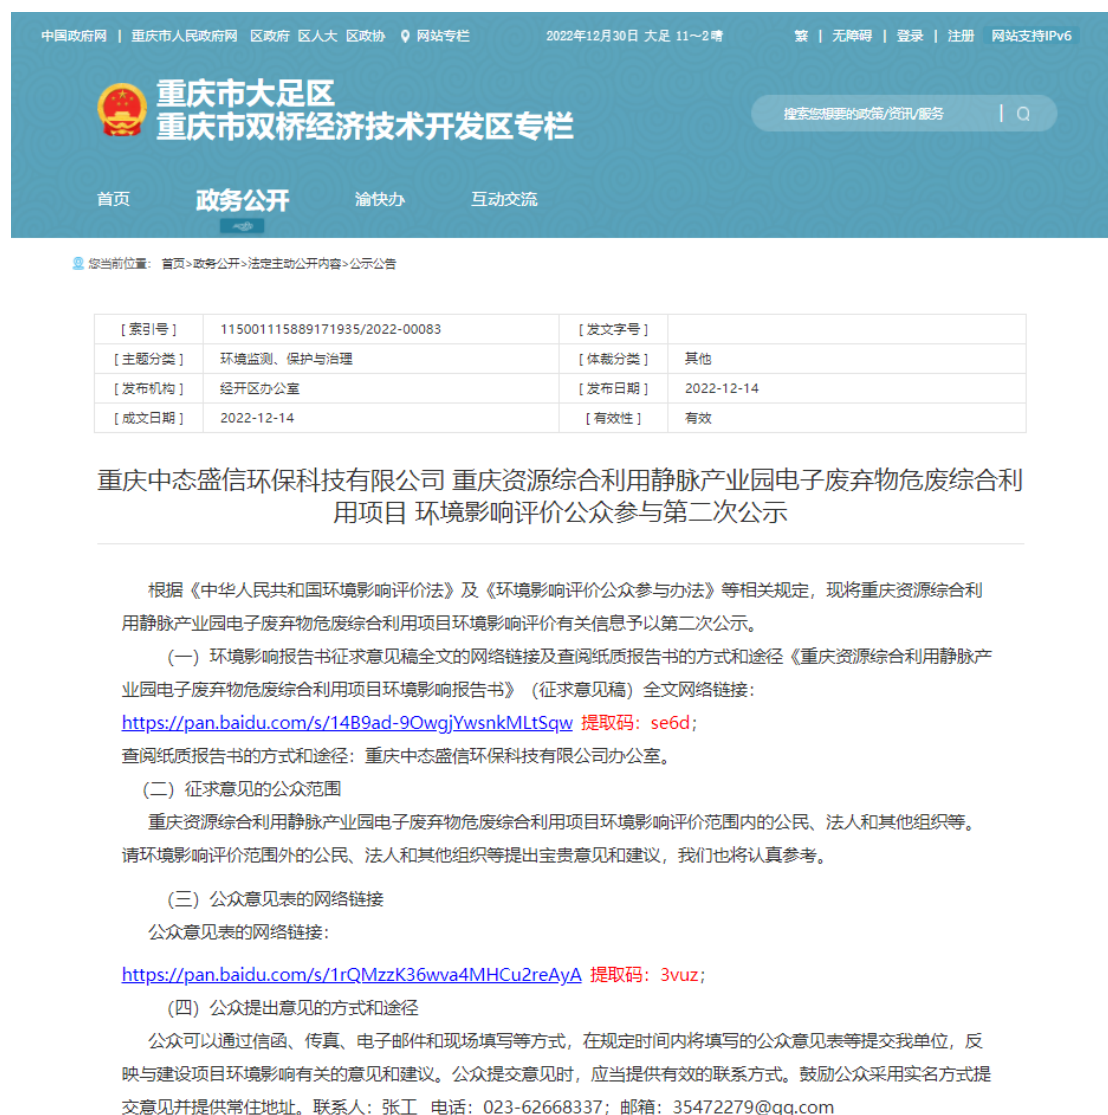 中国政府网 | 重庆市人民政府网 区政府 区人大 区政协 网站专栏 2022年12月30日 大足 11～2晴 繁 | 无障碍 | 登录 | 注册 网站支持IPv6
重庆市大足区
重庆市双桥经济技术开发区专栏
搜索您想要的政策/资讯/服务
首页 政务公开 渝快办 互动交流
您当前位置： 首页>政务公开>法定主动公开内容>公示公告
[ 索引号 ] 115001115889171935/2022-00083 [ 发文字号 ]
[ 主题分类 ] 环境监测、保护与治理 [ 体裁分类 ] 其他
[ 发布机构 ] 经开区办公室 [ 发布日期 ] 2022-12-14
[ 成文日期 ] 2022-12-14 [ 有效性 ] 有效
重庆中态盛信环保科技有限公司 重庆资源综合利用静脉产业园电子废弃物危废综合利
用项目 环境影响评价公众参与第二次公示
根据《中华人民共和国环境影响评价法》及《环境影响评价公众参与办法》等相关规定，现将重庆资源综合利
用静脉产业园电子废弃物危废综合利用项目环境影响评价有关信息予以第二次公示。
（一）环境影响报告书征求意见稿全文的网络链接及查阅纸质报告书的方式和途径《重庆资源综合利用静脉产
业园电子废弃物危废综合利用项目环境影响报告书》（征求意见稿）全文网络链接：
https://pan.baidu.com/s/14B9ad-9OwgjYwsnkMLtSqw 提取码：se6d；
查阅纸质报告书的方式和途径：重庆中态盛信环保科技有限公司办公室。
（二）征求意见的公众范围
重庆资源综合利用静脉产业园电子废弃物危废综合利用项目环境影响评价范围内的公民、法人和其他组织等。
请环境影响评价范围外的公民、法人和其他组织等提出宝贵意见和建议，我们也将认真参考。
（三）公众意见表的网络链接
公众意见表的网络链接：
https://pan.baidu.com/s/1rQMzzK36wva4MHCu2reAyA 提取码：3vuz；
（四）公众提出意见的方式和途径
公众可以通过信函、传真、电子邮件和现场填写等方式，在规定时间内将填写的公众意见表等提交我单位，反
映与建设项目环境影响有关的意见和建议。公众提交意见时，应当提供有效的联系方式。鼓励公众采用实名方式提
交意见并提供常住地址。联系人：张工 电话：023-62668337；邮箱：35472279@qq.com